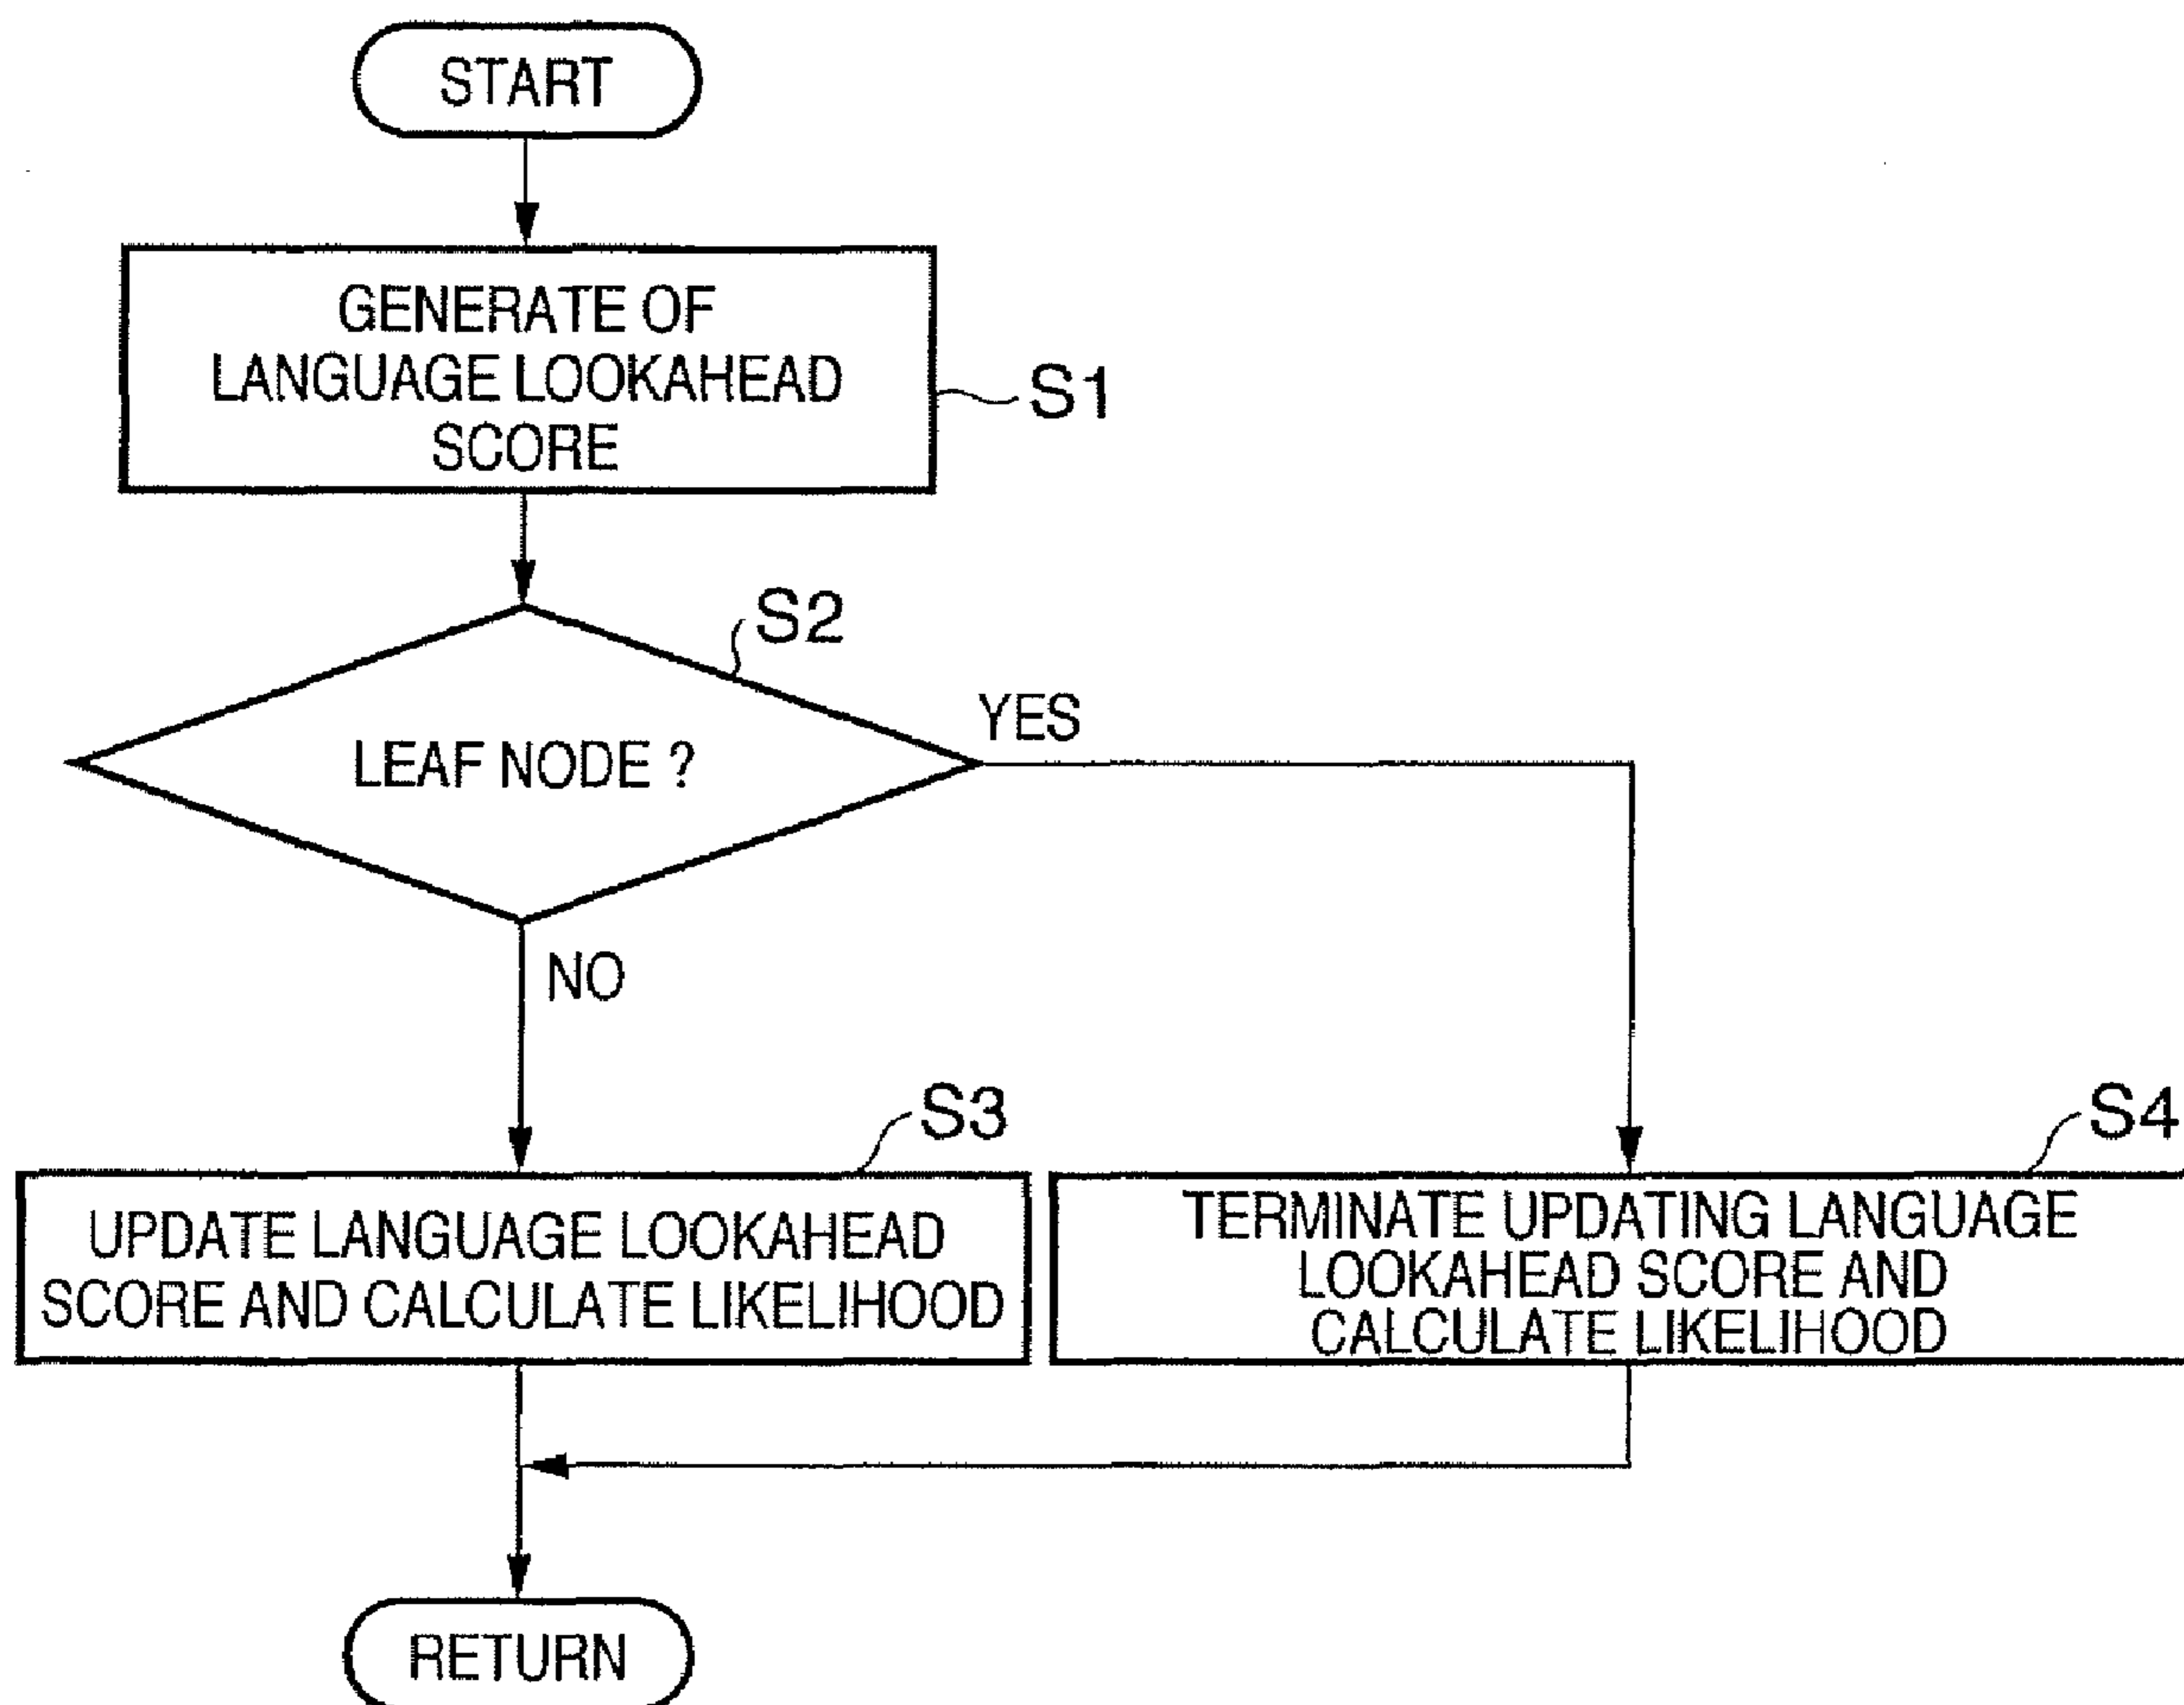 START
GENERATE OF
LANGUAGE LOOKAHEAD
SCORE
S1
S2
LEAF NODE ?
YES
NO
S3
UPDATE LANGUAGE LOOKAHEAD
SCORE AND CALCULATE LIKELIHOOD
S4
TERMINATE UPDATING LANGUAGE
LOOKAHEAD SCORE AND
CALCULATE LIKELIHOOD
RETURN